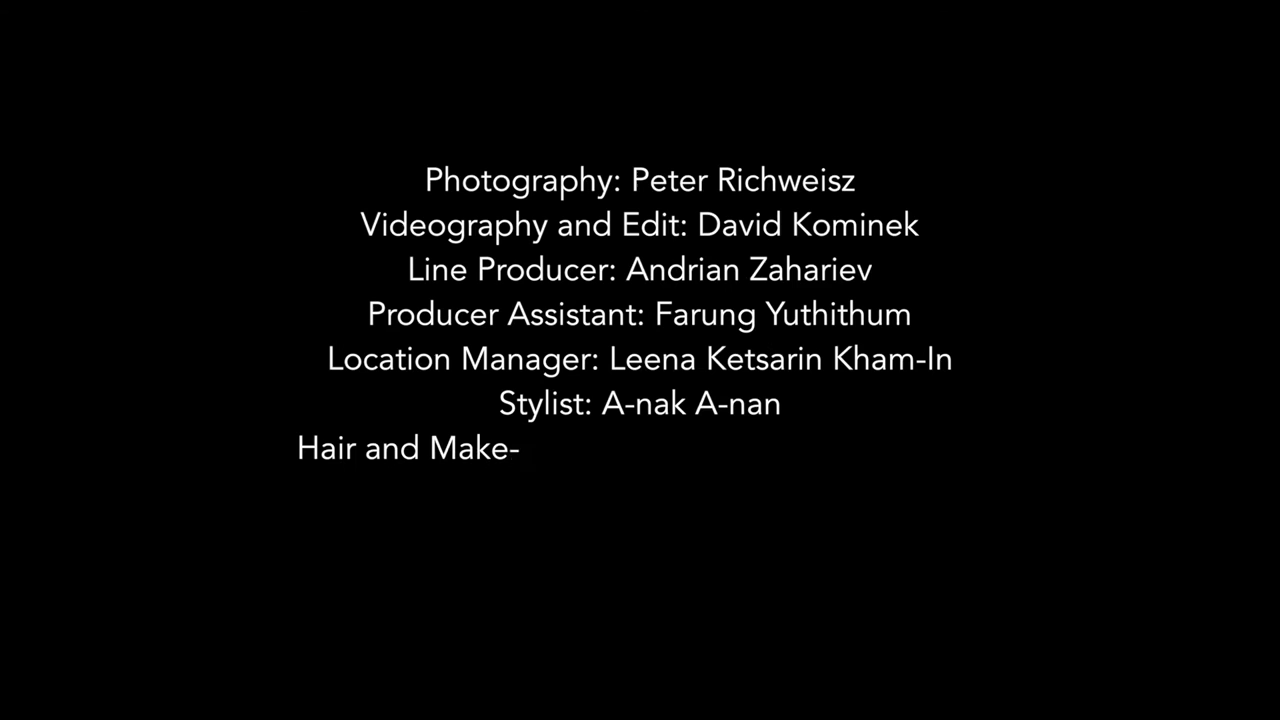 Photography: Peter Richweisz
Videography and Edit: David Kominek
Line Producer: Andrian Zahariev
Producer Assistant: Farung Yuthithum
Location Manager: Leena Ketsarin Kham-In
Stylist: A-nak A-nan
Hair and Make-